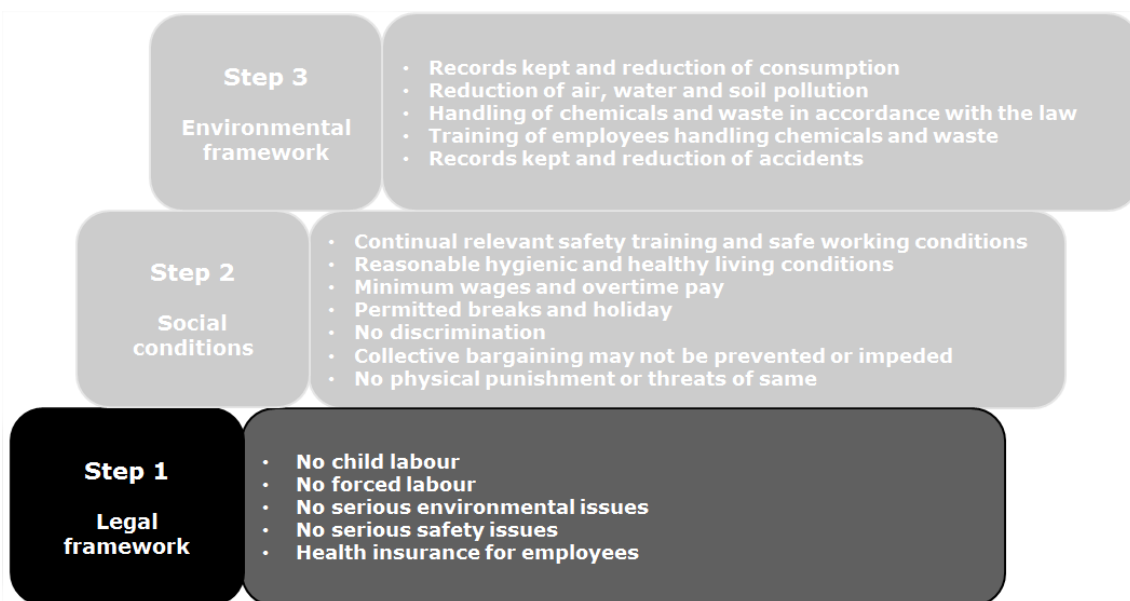 Step 3
Environmental
framework
• Records kept and reduction of consumption
• Reduction of air, water and soil pollution
• Handling of chemicals and waste in accordance with the law
• Training of employees handling chemicals and waste
• Records kept and reduction of accidents
Step 2
Social
conditions
• Continual relevant safety training and safe working conditions
• Reasonable hygienic and healthy living conditions
• Minimum wages and overtime pay
• Permitted breaks and holiday
• No discrimination
• Collective bargaining may not be prevented or impeded
• No physical punishment or threats of same
Step 1
Legal
framework
• No child labour
• No forced labour
• No serious environmental issues
• No serious safety issues
• Health insurance for employees